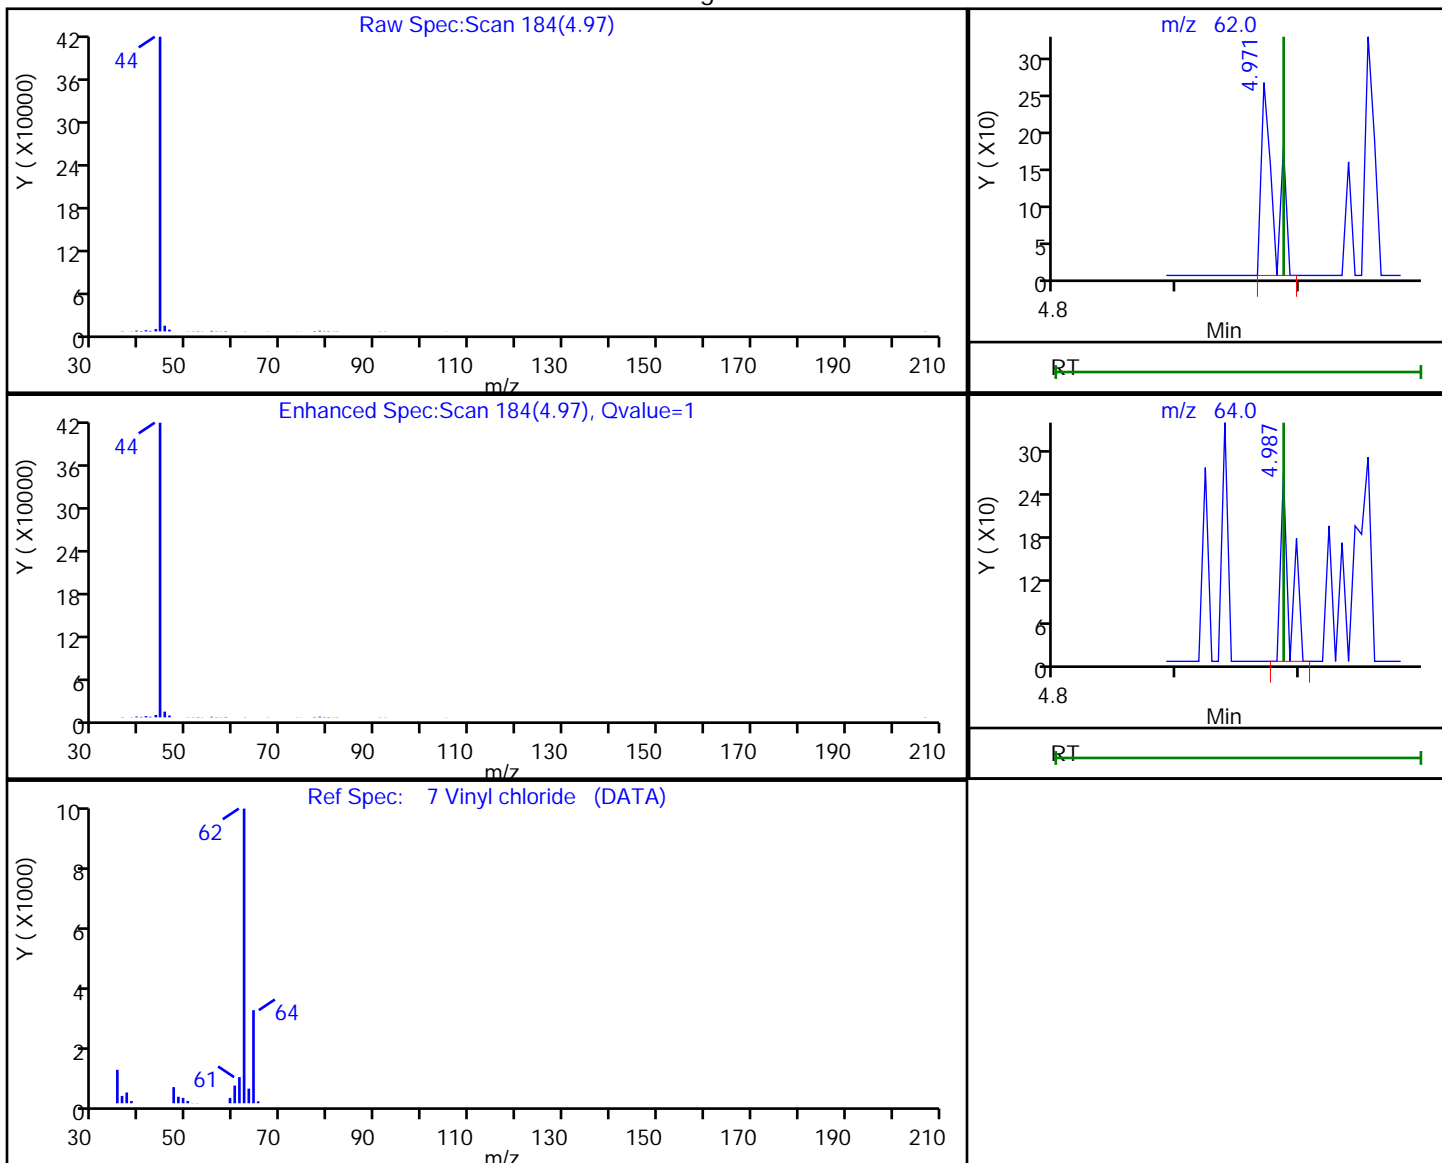 Raw Spec:Scan 184(4.97)
Y ( X10000)
42
36
30
24
18
12
6
0
44
30 50 70 90 110 130 150 170 190 210
m/z
m/z 62.0
Y ( X10)
30
25
20
15
10
5
0
4.971
4.8
Min
RT
Enhanced Spec:Scan 184(4.97), Qvalue=1
Y ( X10000)
42
36
30
24
18
12
6
0
44
30 50 70 90 110 130 150 170 190 210
m/z
m/z 64.0
Y ( X10)
30
24
18
12
6
0
4.987
4.8
Min
RT
Ref Spec: 7 Vinyl chloride (DATA)
Y ( X1000)
10
8
6
4
2
0
62
64
61
30 50 70 90 110 130 150 170 190 210
m/z